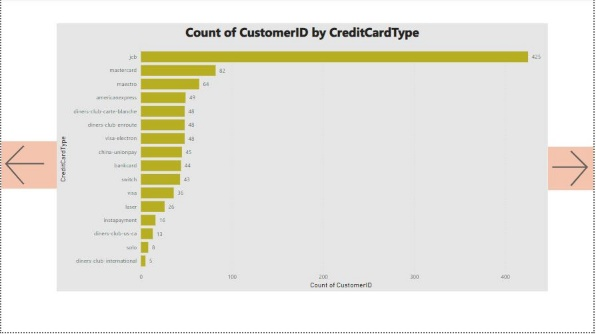 Count of CustomerID by CreditCardType
CreditCardType
jcb 425
mastercard 82
maestro 64
americanexpress 49
diners-club-carte-blanche 48
diners-club-enroute 48
visa-electron 48
china-unionpay 45
bankcard 44
switch 43
visa 36
laser 26
instapayment 16
diners-club-us-ca 13
solo 8
diners-club-international 5
0 100 200 300 400
Count of CustomerID